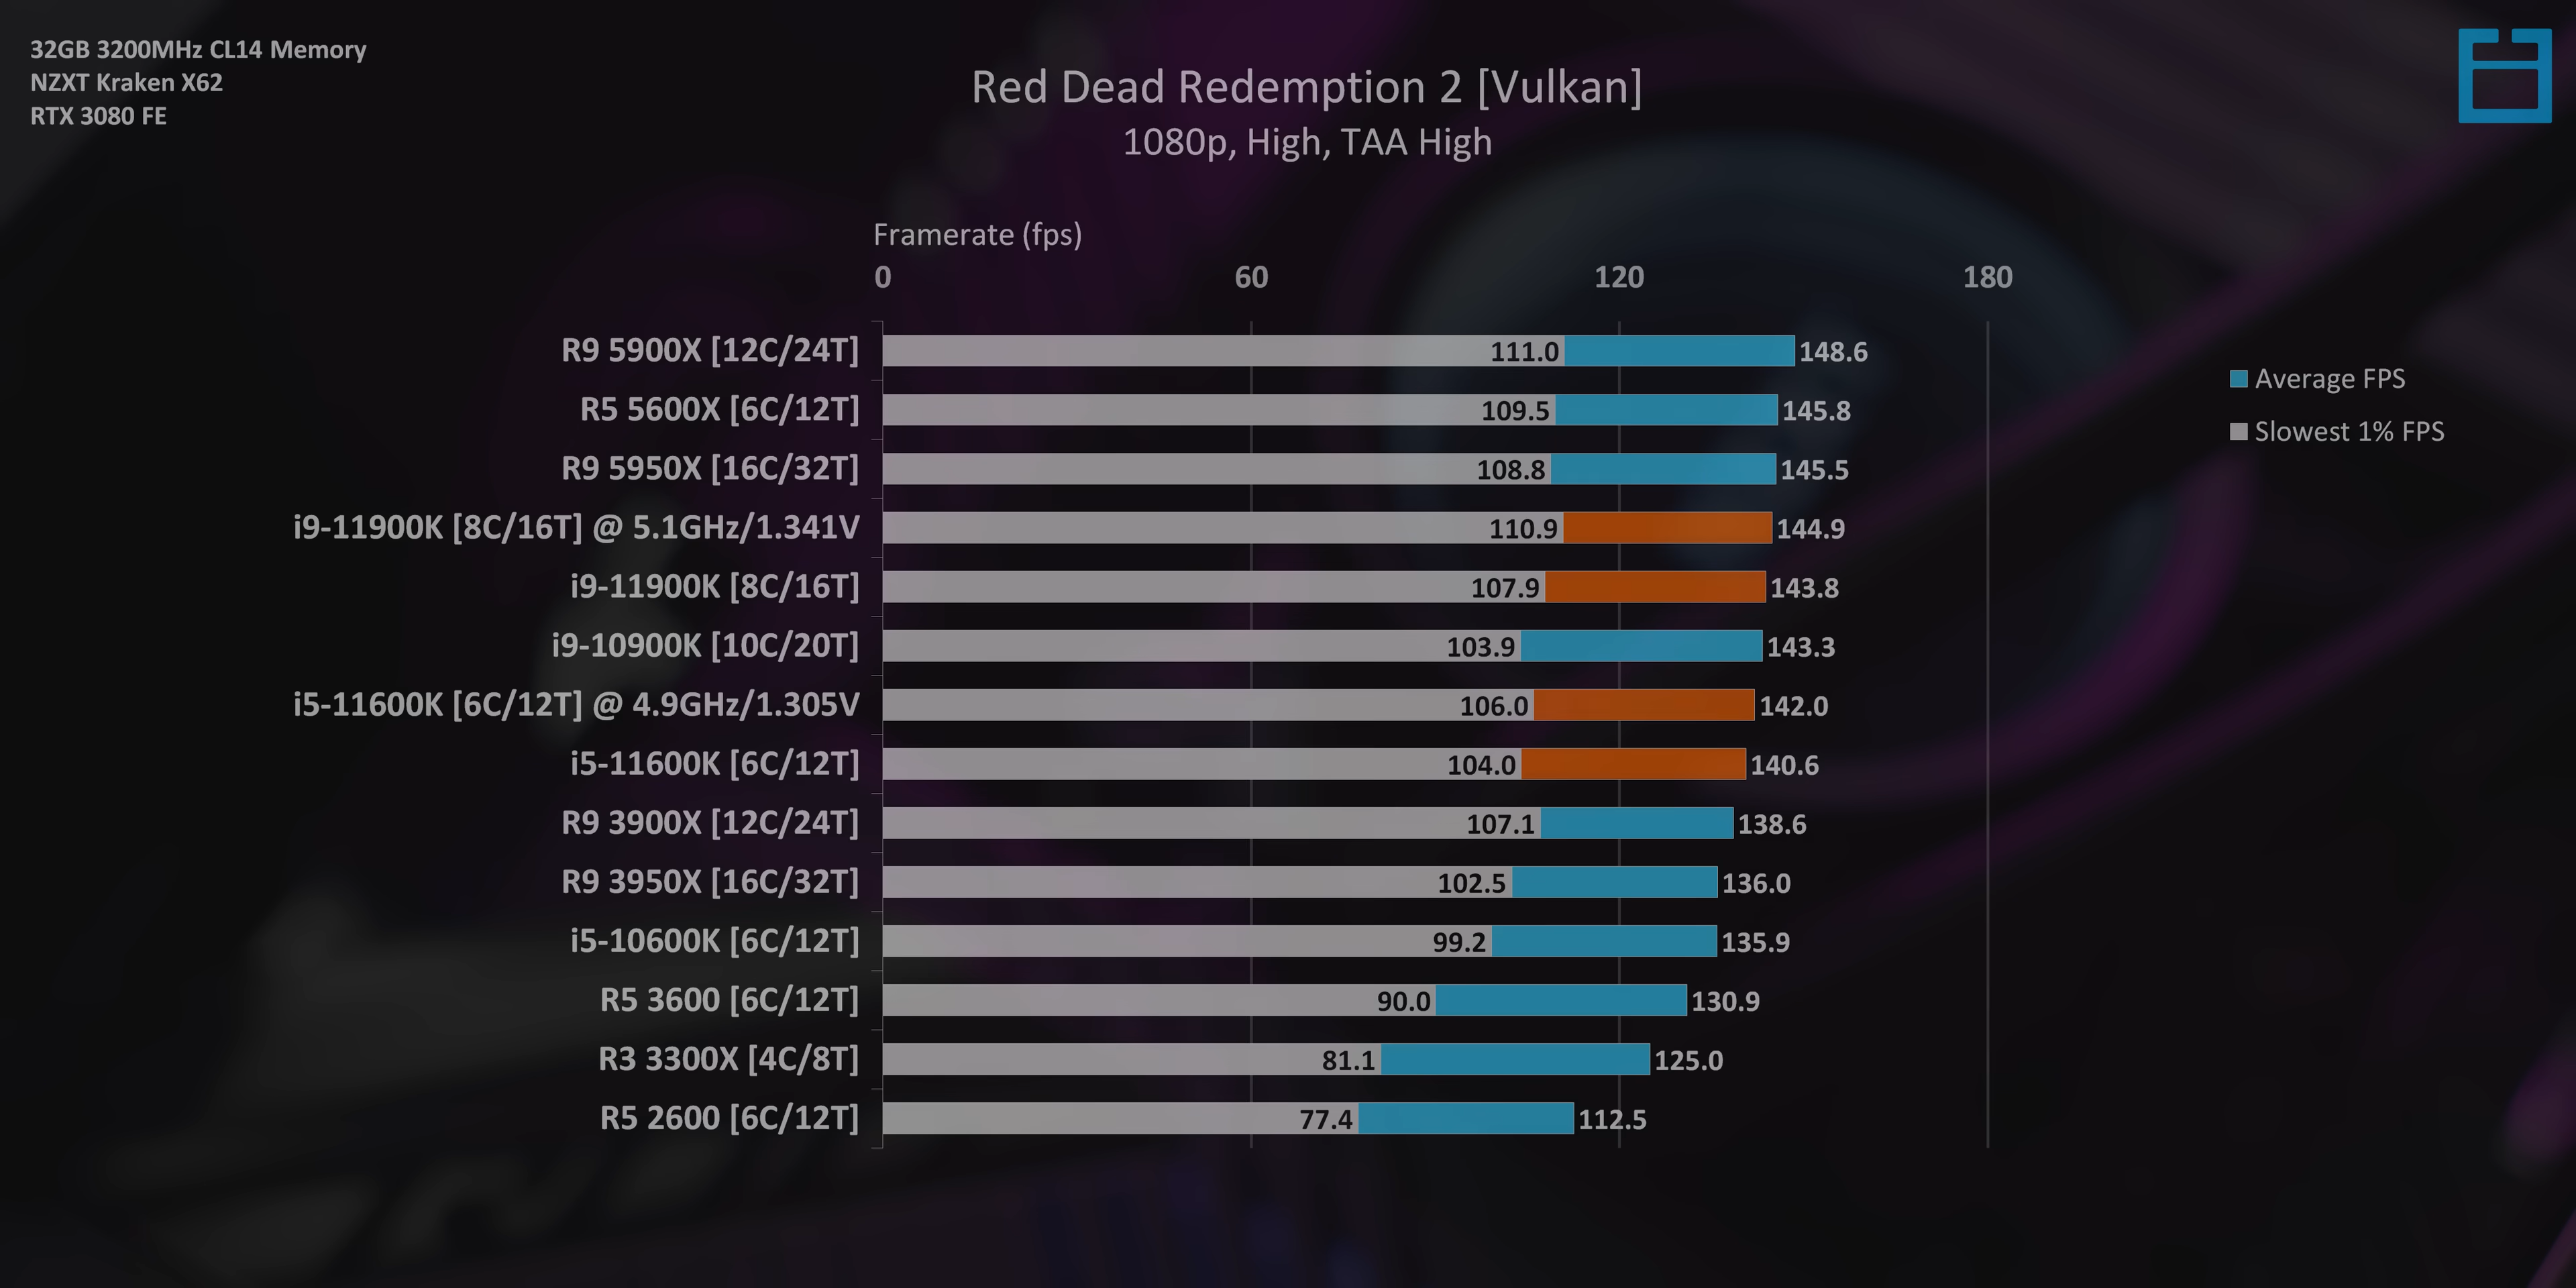 32GB 3200MHz CL14 Memory
NZXT Kraken X62
RTX 3080 FE
Red Dead Redemption 2 [Vulkan]
1080p, High, TAA High
Framerate (fps)
0 60 120 180
R9 5900X [12C/24T] 111.0 148.6
R5 5600X [6C/12T] 109.5 145.8
R9 5950X [16C/32T] 108.8 145.5
i9-11900K [8C/16T] @ 5.1GHz/1.341V 110.9 144.9
i9-11900K [8C/16T] 107.9 143.8
i9-10900K [10C/20T] 103.9 143.3
i5-11600K [6C/12T] @ 4.9GHz/1.305V 106.0 142.0
i5-11600K [6C/12T] 104.0 140.6
R9 3900X [12C/24T] 107.1 138.6
R9 3950X [16C/32T] 102.5 136.0
i5-10600K [6C/12T] 99.2 135.9
R5 3600 [6C/12T] 90.0 130.9
R3 3300X [4C/8T] 81.1 125.0
R5 2600 [6C/12T] 77.4 112.5
Average FPS
Slowest 1% FPS